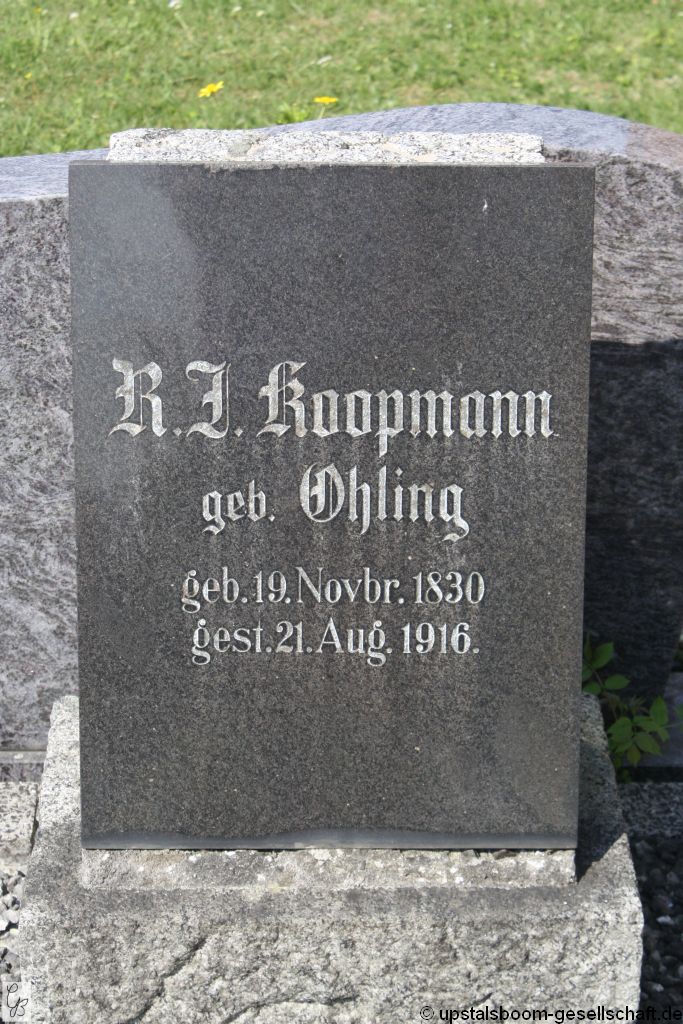 R. J. Koopmann
geb. Ohling
geb. 19. Novbr. 1830
gest. 21. Aug. 1916.
© upstalsboom-gesellschaft.de